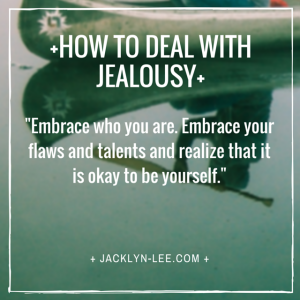 +HOW TO DEAL WITH
JEALOUSY+
"Embrace who you are. Embrace your
flaws and talents and realize that it
is okay to be yourself."
+ JACKLYN-LEE.COM +